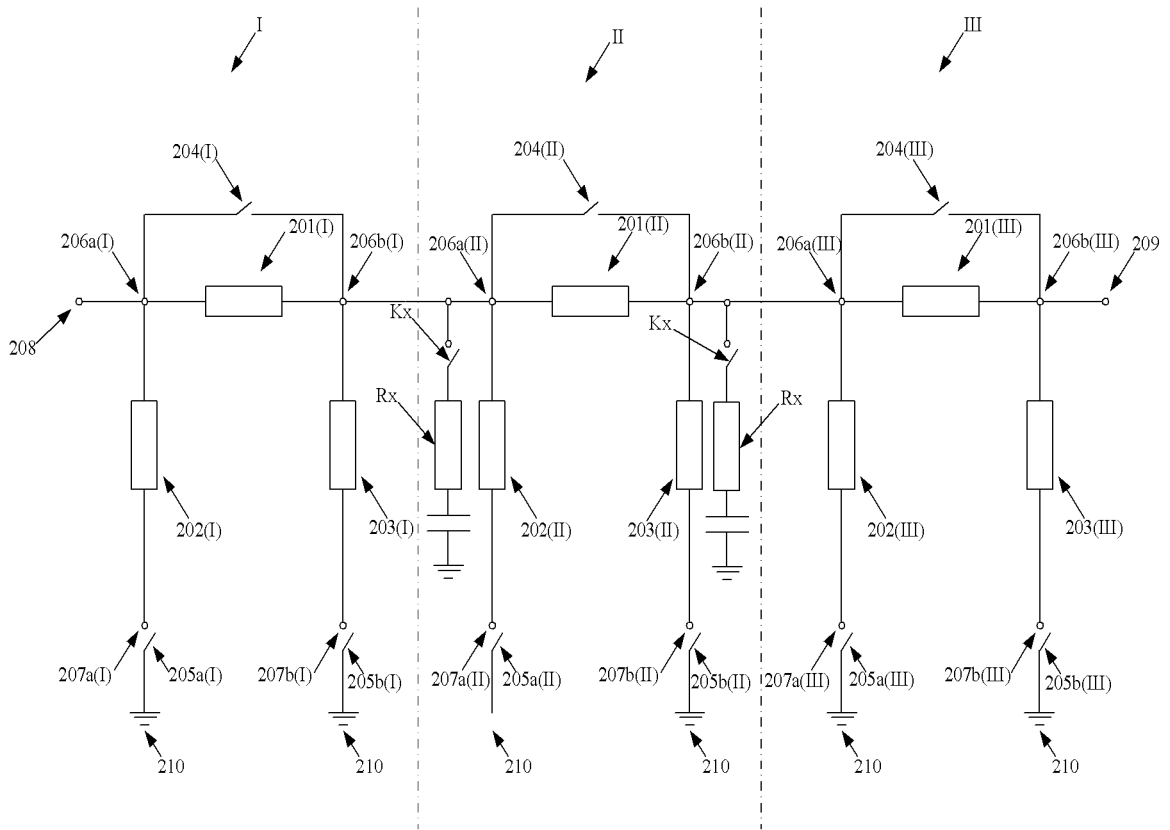 I
II
III
204(I)
204(II)
204(III)
201(I)
201(II)
201(III)
206a(I)
206b(I)
206a(II)
206b(II)
206a(III)
206b(III)
209
208
Kx
Kx
Rx
Rx
202(I)
203(I)
202(II)
203(II)
202(III)
203(III)
207a(I)
205a(I)
207b(I)
205b(I)
207a(II)
205a(II)
207b(II)
205b(II)
207a(III)
205a(III)
207b(III)
205b(III)
210
210
210
210
210
210